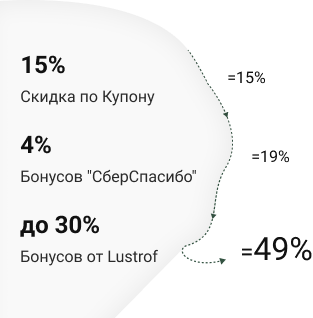 15%
=15%
Скидка по Купону
4%
=19%
Бонусов "СберСпасибо"
до 30%
=49%
Бонусов от Lustrof